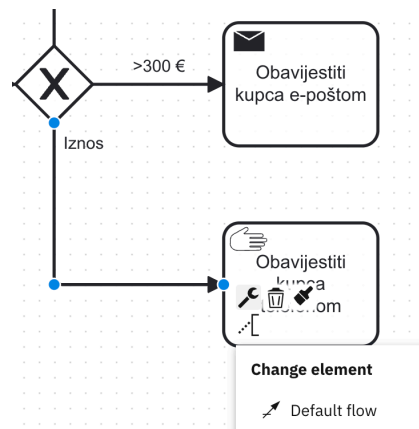 >300 €
Obavijestiti
kupca e-poštom
Iznos
Obavijestiti
kupca
Change element
Default flow